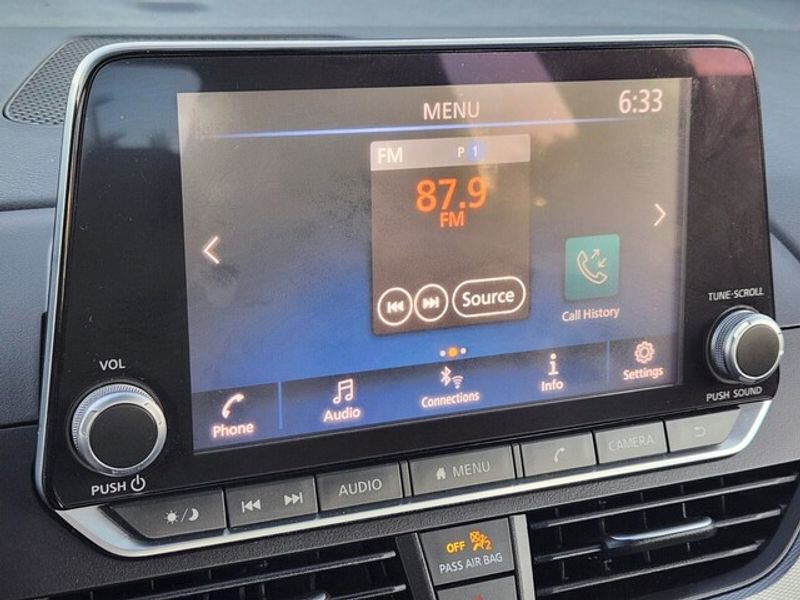 MENU 6:33
FM P 1
87.9
FM
Source
Call History
Phone Audio Connections Info Settings
TUNE·SCROLL
VOL
PUSH SOUND
PUSH
AUDIO MENU CAMERA
OFF 2
PASS AIR BAG